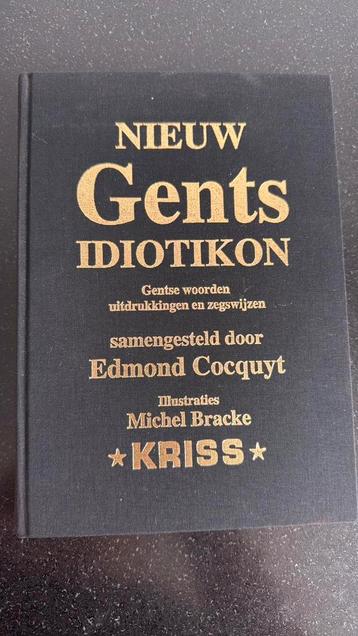 NIEUW
Gents
IDIOTIKON
Gentse woorden
uitdrukkingen en zegswijzen
samengesteld door
Edmond Cocquyt
Illustraties
Michel Bracke
★ KRISS ★